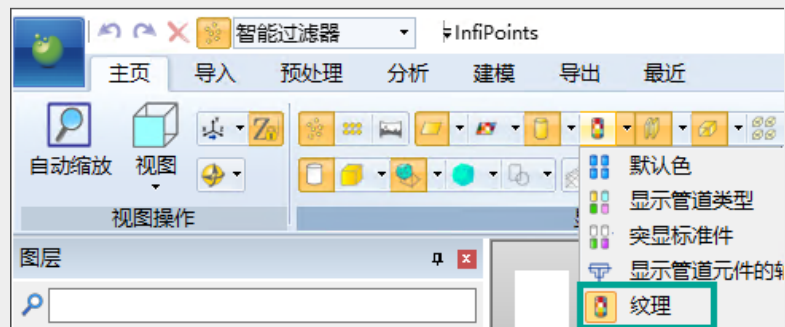 智能过滤器 InfiPoints
主页 导入 预处理 分析 建模 导出 最近
自动缩放 视图
视图操作
默认色
显示管道类型
突显标准件
显示管道元件的
纹理
图层